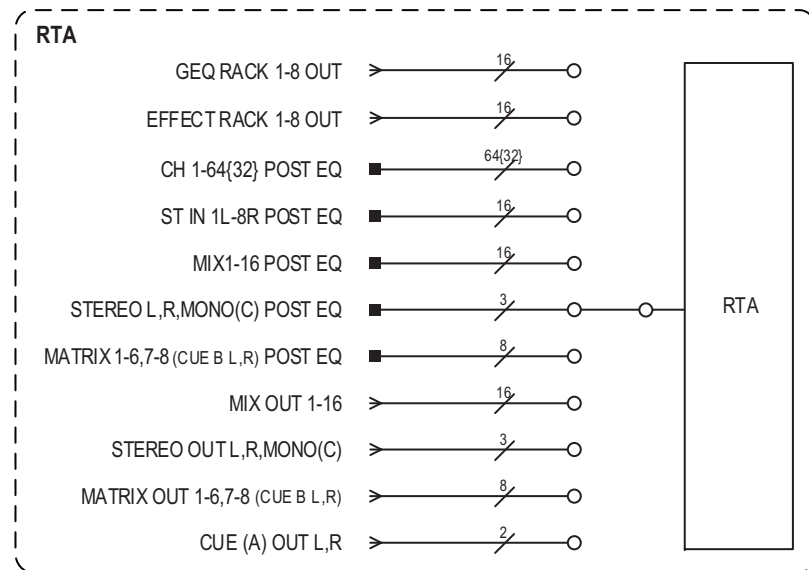 RTA
GEQ RACK 1-8 OUT 16
EFFECT RACK 1-8 OUT 16
CH 1-64{32} POST EQ 64{32}
ST IN 1L-8R POST EQ 16
MIX1-16 POST EQ 16
STEREO L,R,MONO(C) POST EQ 3 RTA
MATRIX 1-6,7-8 (CUE B L,R) POST EQ 8
MIX OUT 1-16 16
STEREO OUT L,R,MONO(C) 3
MATRIX OUT 1-6,7-8 (CUE B L,R) 8
CUE (A) OUT L,R 2